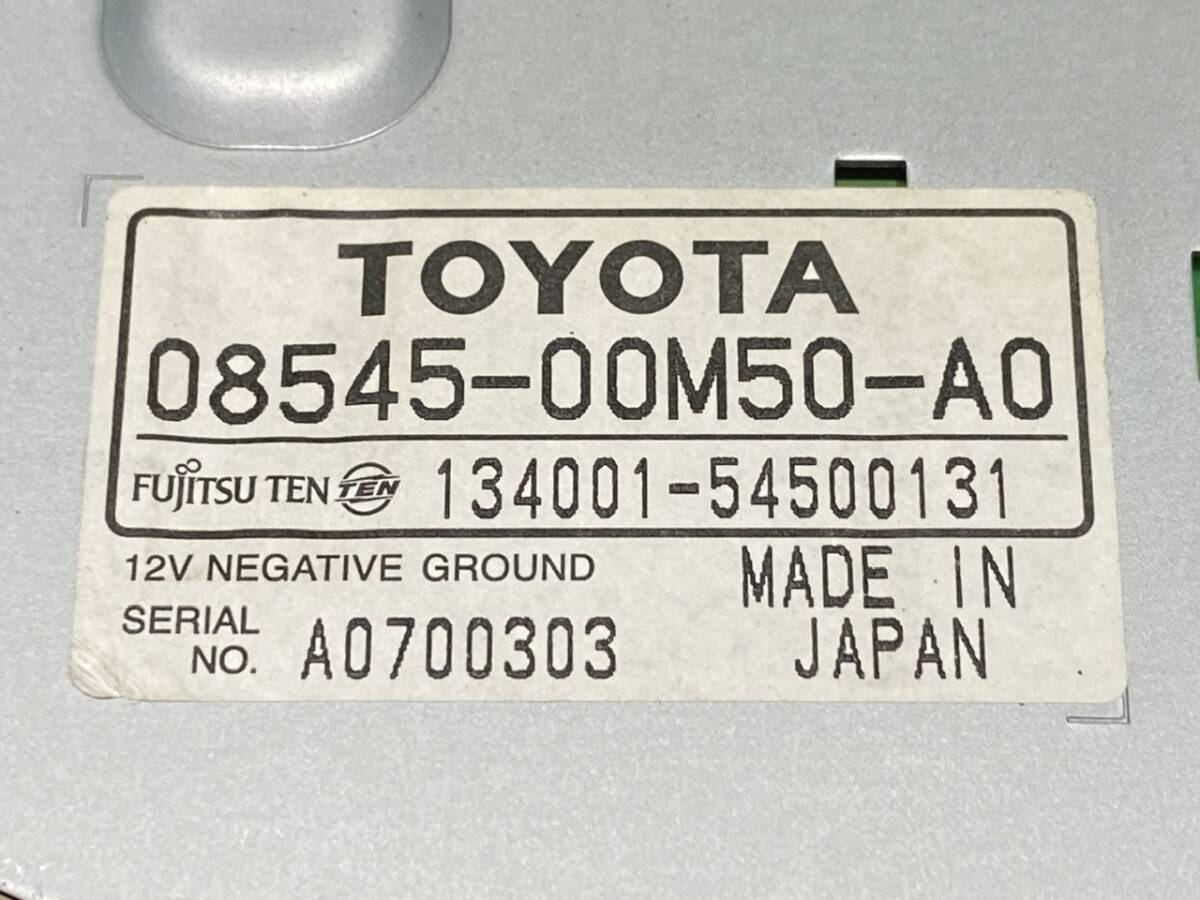 TOYOTA
08545-00M50-A0
FUJITSU TEN TEN 134001-54500131
12V NEGATIVE GROUND
MADE IN
JAPAN
SERIAL
NO. A0700303